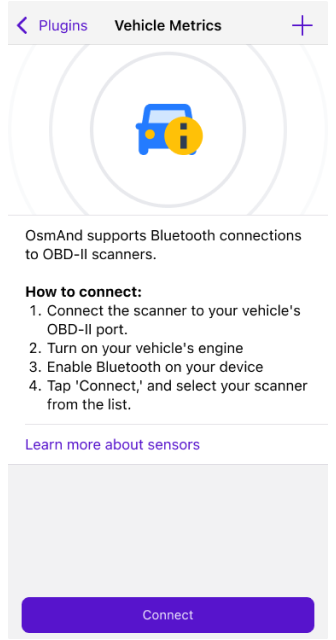 Plugins Vehicle Metrics
OsmAnd supports Bluetooth connections
to OBD-II scanners.
How to connect:
1. Connect the scanner to your vehicle's
OBD-II port.
2. Turn on your vehicle's engine
3. Enable Bluetooth on your device
4. Tap 'Connect,' and select your scanner
from the list.
Learn more about sensors
Connect